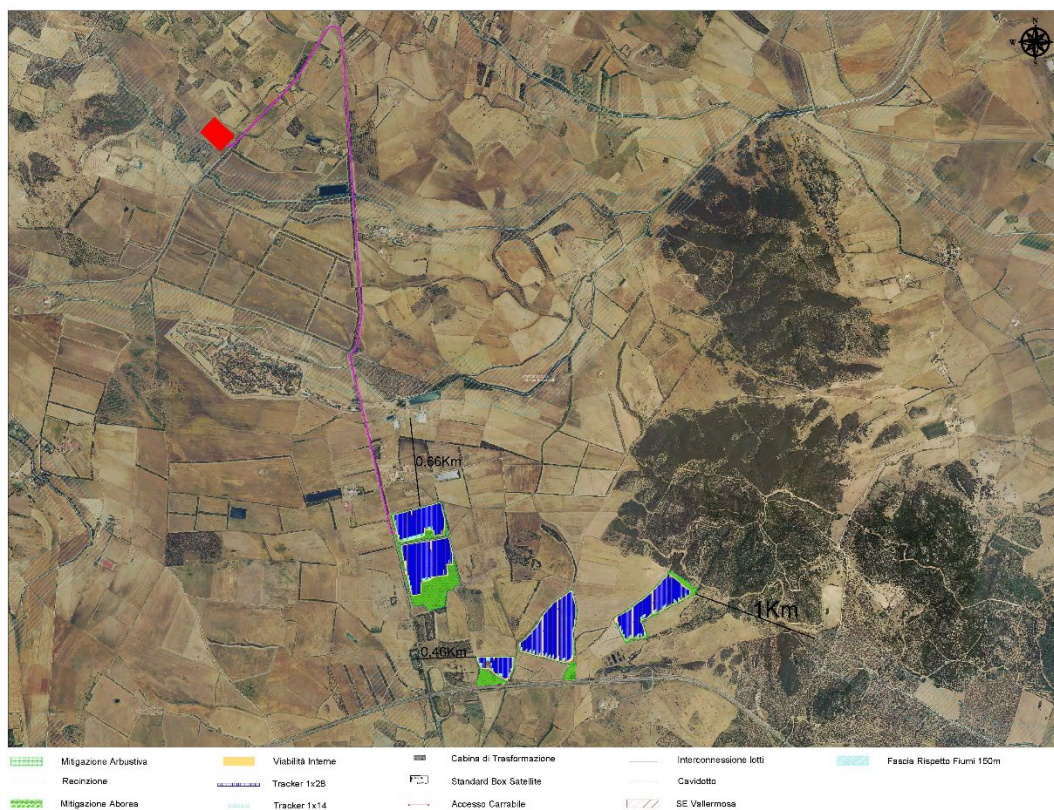 N
W
0.66Km
1Km
0.46Km
Mitigazione Arbustiva
Viabilità Interne
Cabina di Trasformazione
Interconnessione lotti
Fascia Rispetto Fiumi 150m
Recinzione
Tracker 1x28
Standard Box Satellite
Cavidotto
Mitigazione Aborea
Tracker 1x14
Accesso Carrabile
SE Vallermosa